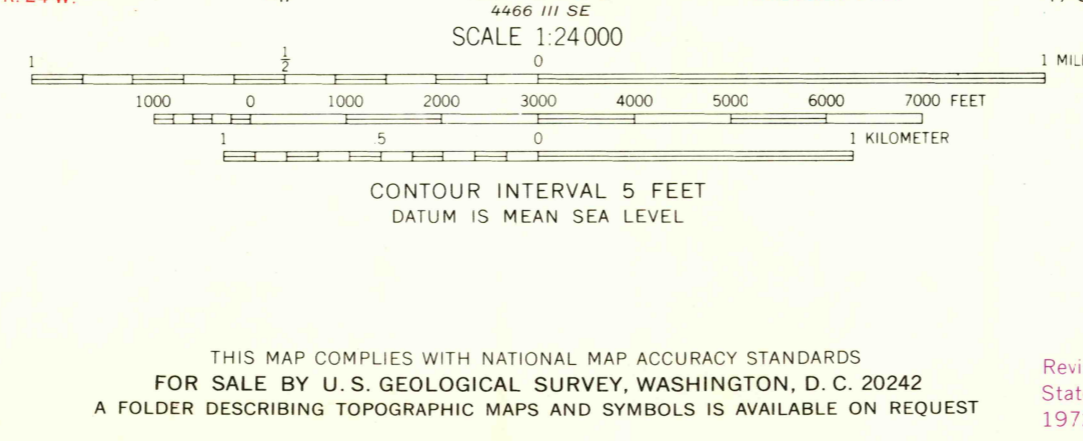 4466 III SE
SCALE 1:24 000
1 1/2 0 1
1000 0 1000 2000 3000 4000 5000 6000 7000 FEET
1 .5 0 1 KILOMETER
CONTOUR INTERVAL 5 FEET
DATUM IS MEAN SEA LEVEL
THIS MAP COMPLIES WITH NATIONAL MAP ACCURACY STANDARDS
FOR SALE BY U. S. GEOLOGICAL SURVEY, WASHINGTON, D. C. 20242
A FOLDER DESCRIBING TOPOGRAPHIC MAPS AND SYMBOLS IS AVAILABLE ON REQUEST